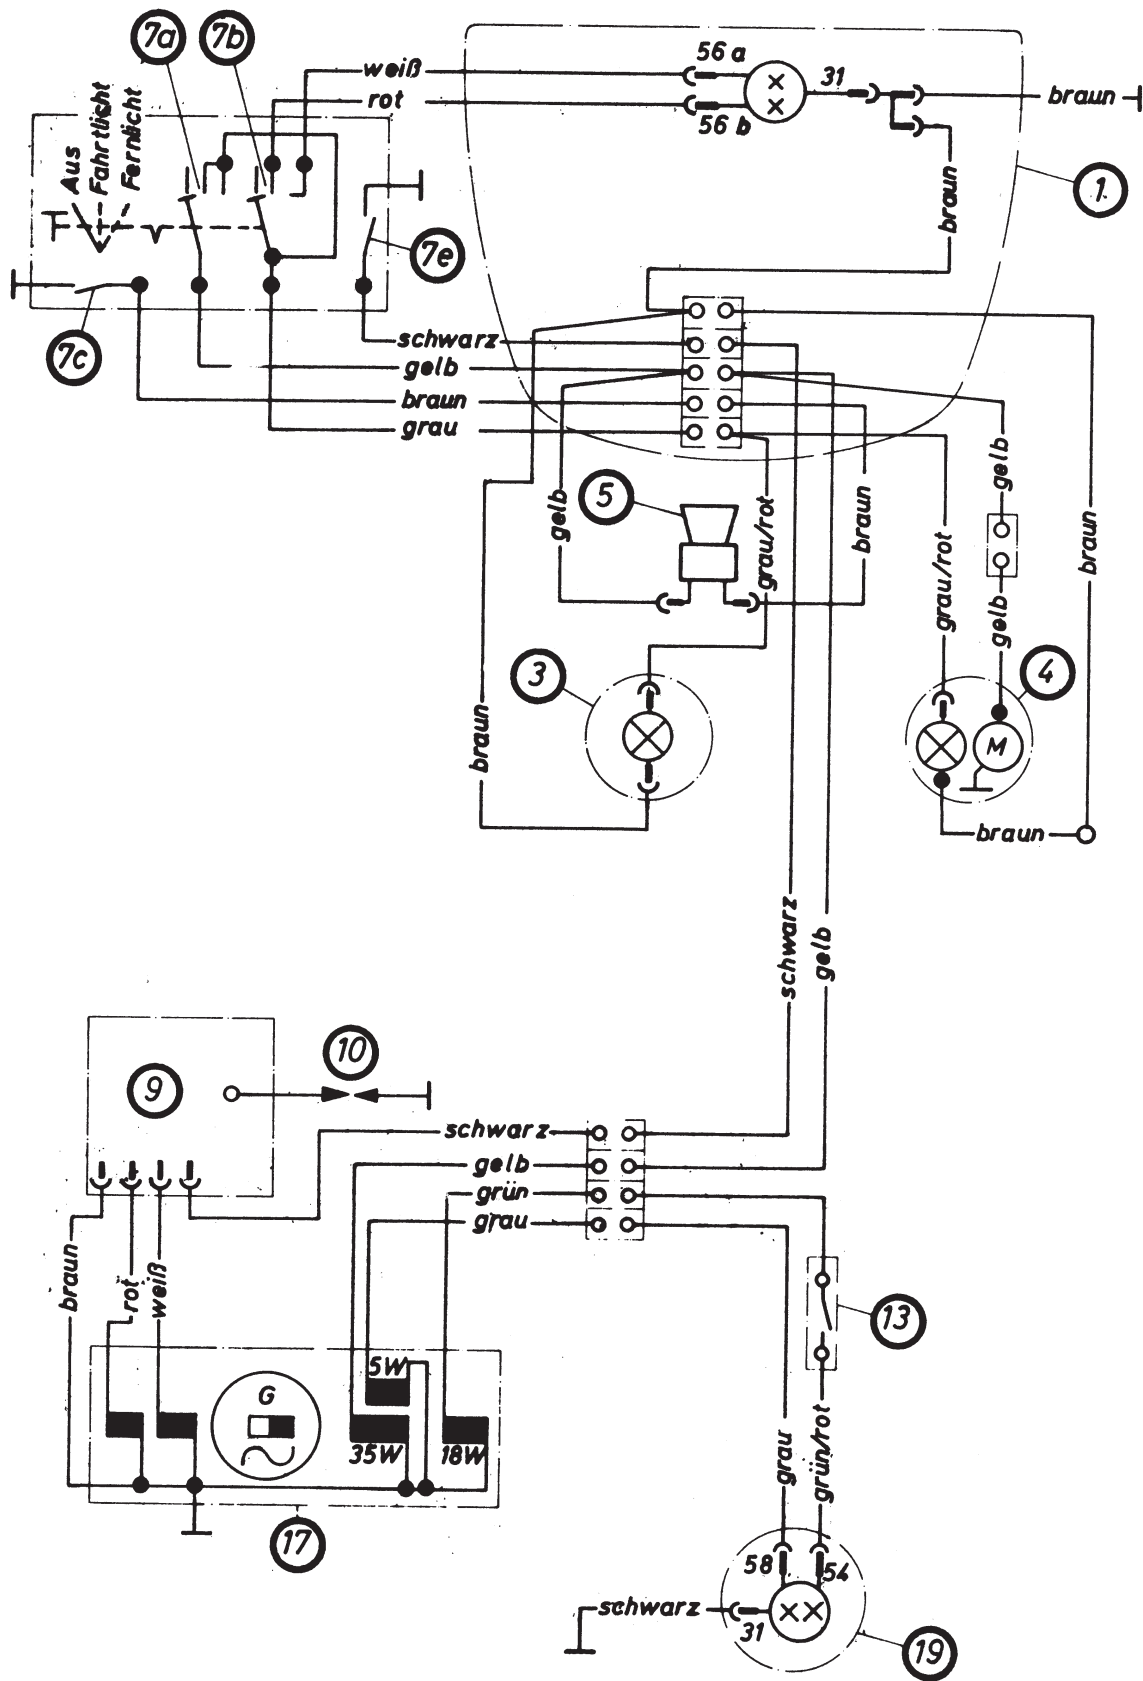 7a
7b
56 a
weiß
31
rot
56 b
braun
Aus
Fahrtlicht
Fernlicht
1
braun
7e
7c
schwarz
gelb
braun
grau
gelb
5
gelb
grau/rot
braun
grau/rot
braun
gelb
3
4
braun
M
braun
schwarz
gelb
10
9
schwarz
gelb
grün
grau
braun
rot
weiß
13
5W
G
35W
18W
grau
grün/rot
17
58
54
schwarz
31
19